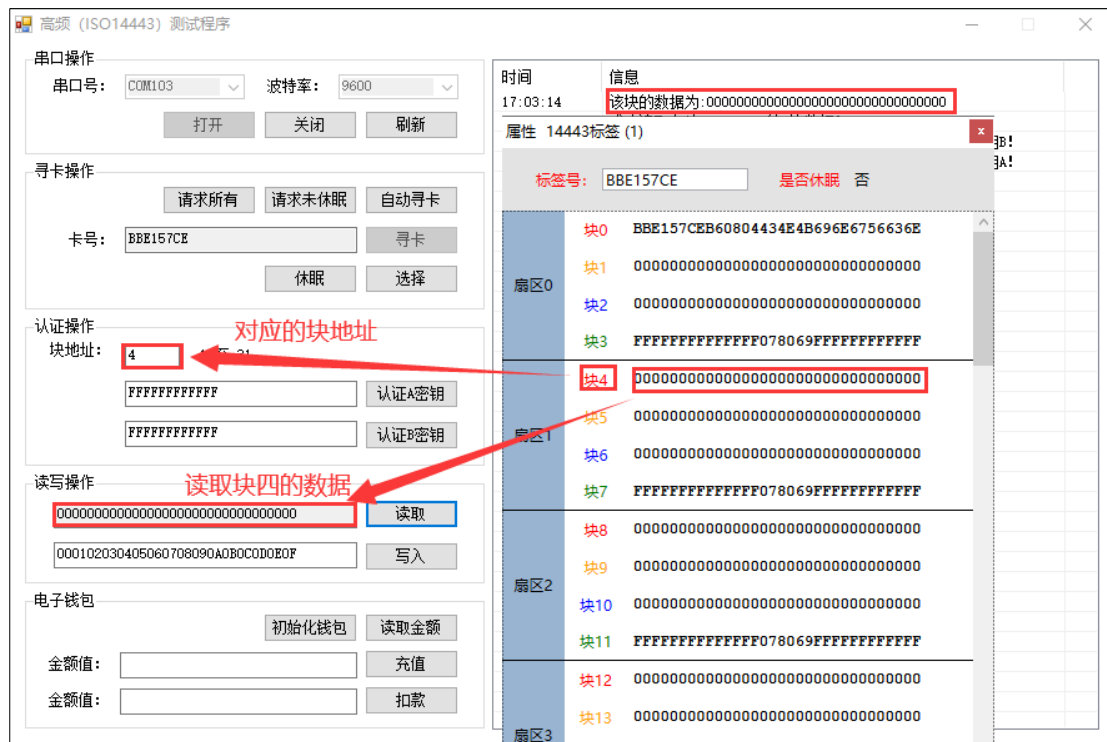 高频（ISO14443）测试程序
串口操作
串口号： COM103 波特率： 9600
打开 关闭 刷新
寻卡操作
请求所有 请求未休眠 自动寻卡
卡号： BBE157CE 寻卡
休眠 选择
认证操作
块地址： 4
对应的块地址
FFFFFFFFFFFF 认证A密钥
FFFFFFFFFFFF 认证B密钥
读写操作
读取块四的数据
00000000000000000000000000000000 读取
000102030405060708090A0B0C0D0E0F 写入
电子钱包
初始化钱包 读取金额
金额值： 充值
金额值： 扣款
时间 信息
17:03:14 该块的数据为:00000000000000000000000000000000
B!
A!
属性 14443标签 (1) x
标签号： BBE157CE 是否休眠 否
扇区0
块0 BBE157CEB60804434E4B696E6756636E
块1 00000000000000000000000000000000
块2 00000000000000000000000000000000
块3 FFFFFFFFFFFFFF078069FFFFFFFFFFFF
扇区1
块4 00000000000000000000000000000000
块5 00000000000000000000000000000000
块6 00000000000000000000000000000000
块7 FFFFFFFFFFFFFF078069FFFFFFFFFFFF
扇区2
块8 00000000000000000000000000000000
块9 00000000000000000000000000000000
块10 00000000000000000000000000000000
块11 FFFFFFFFFFFFFF078069FFFFFFFFFFFF
扇区3
块12 00000000000000000000000000000000
块13 00000000000000000000000000000000